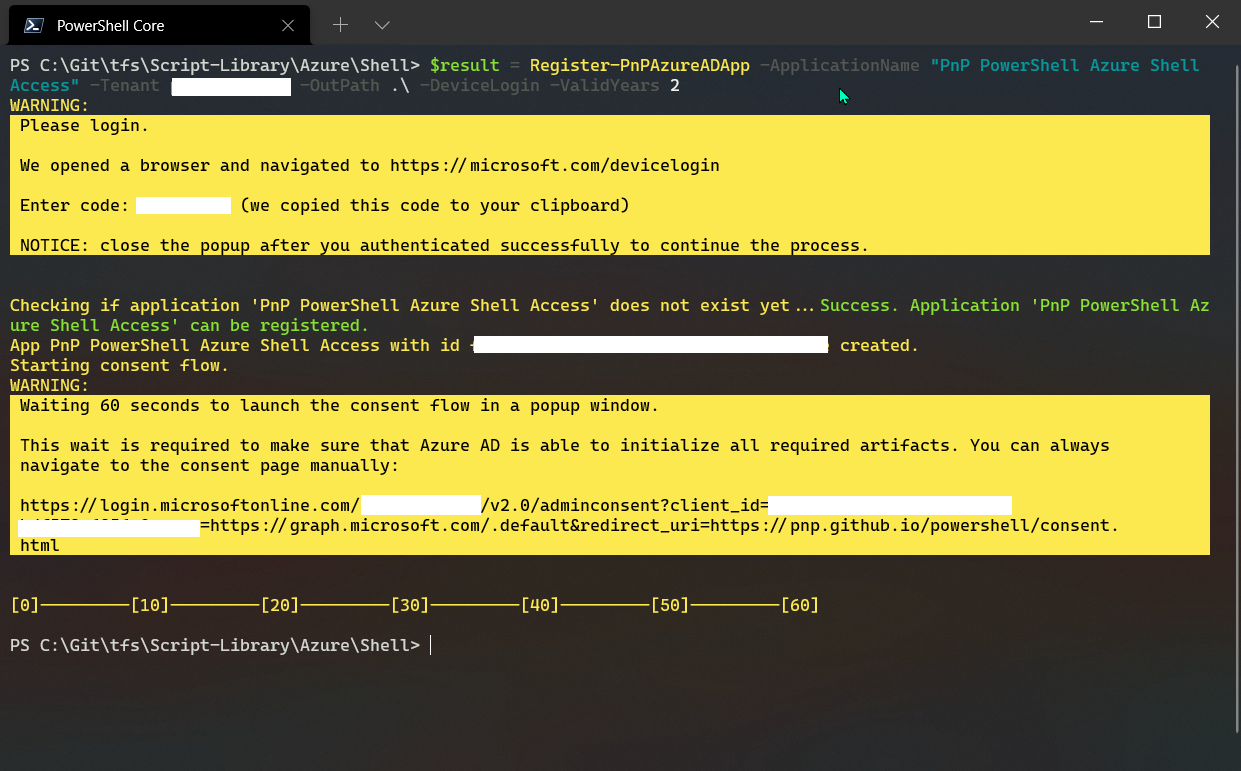 PowerShell Core
PS C:\Git\tfs\Script-Library\Azure\Shell> $result = Register-PnPAzureADApp -ApplicationName "PnP PowerShell Azure Shell
Access" -Tenant -OutPath .\ -DeviceLogin -ValidYears 2
WARNING:
Please login.
We opened a browser and navigated to https://microsoft.com/devicelogin
Enter code: (we copied this code to your clipboard)
NOTICE: close the popup after you authenticated successfully to continue the process.
Checking if application 'PnP PowerShell Azure Shell Access' does not exist yet...Success. Application 'PnP PowerShell Az
ure Shell Access' can be registered.
App PnP PowerShell Azure Shell Access with id created.
Starting consent flow.
WARNING:
Waiting 60 seconds to launch the consent flow in a popup window.
This wait is required to make sure that Azure AD is able to initialize all required artifacts. You can always
navigate to the consent page manually:
https://login.microsoftonline.com/ /v2.0/adminconsent?client_id=
=https://graph.microsoft.com/.default&redirect_uri=https://pnp.github.io/powershell/consent.
html
[0]─────────[10]─────────[20]─────────[30]─────────[40]─────────[50]─────────[60]
PS C:\Git\tfs\Script-Library\Azure\Shell>